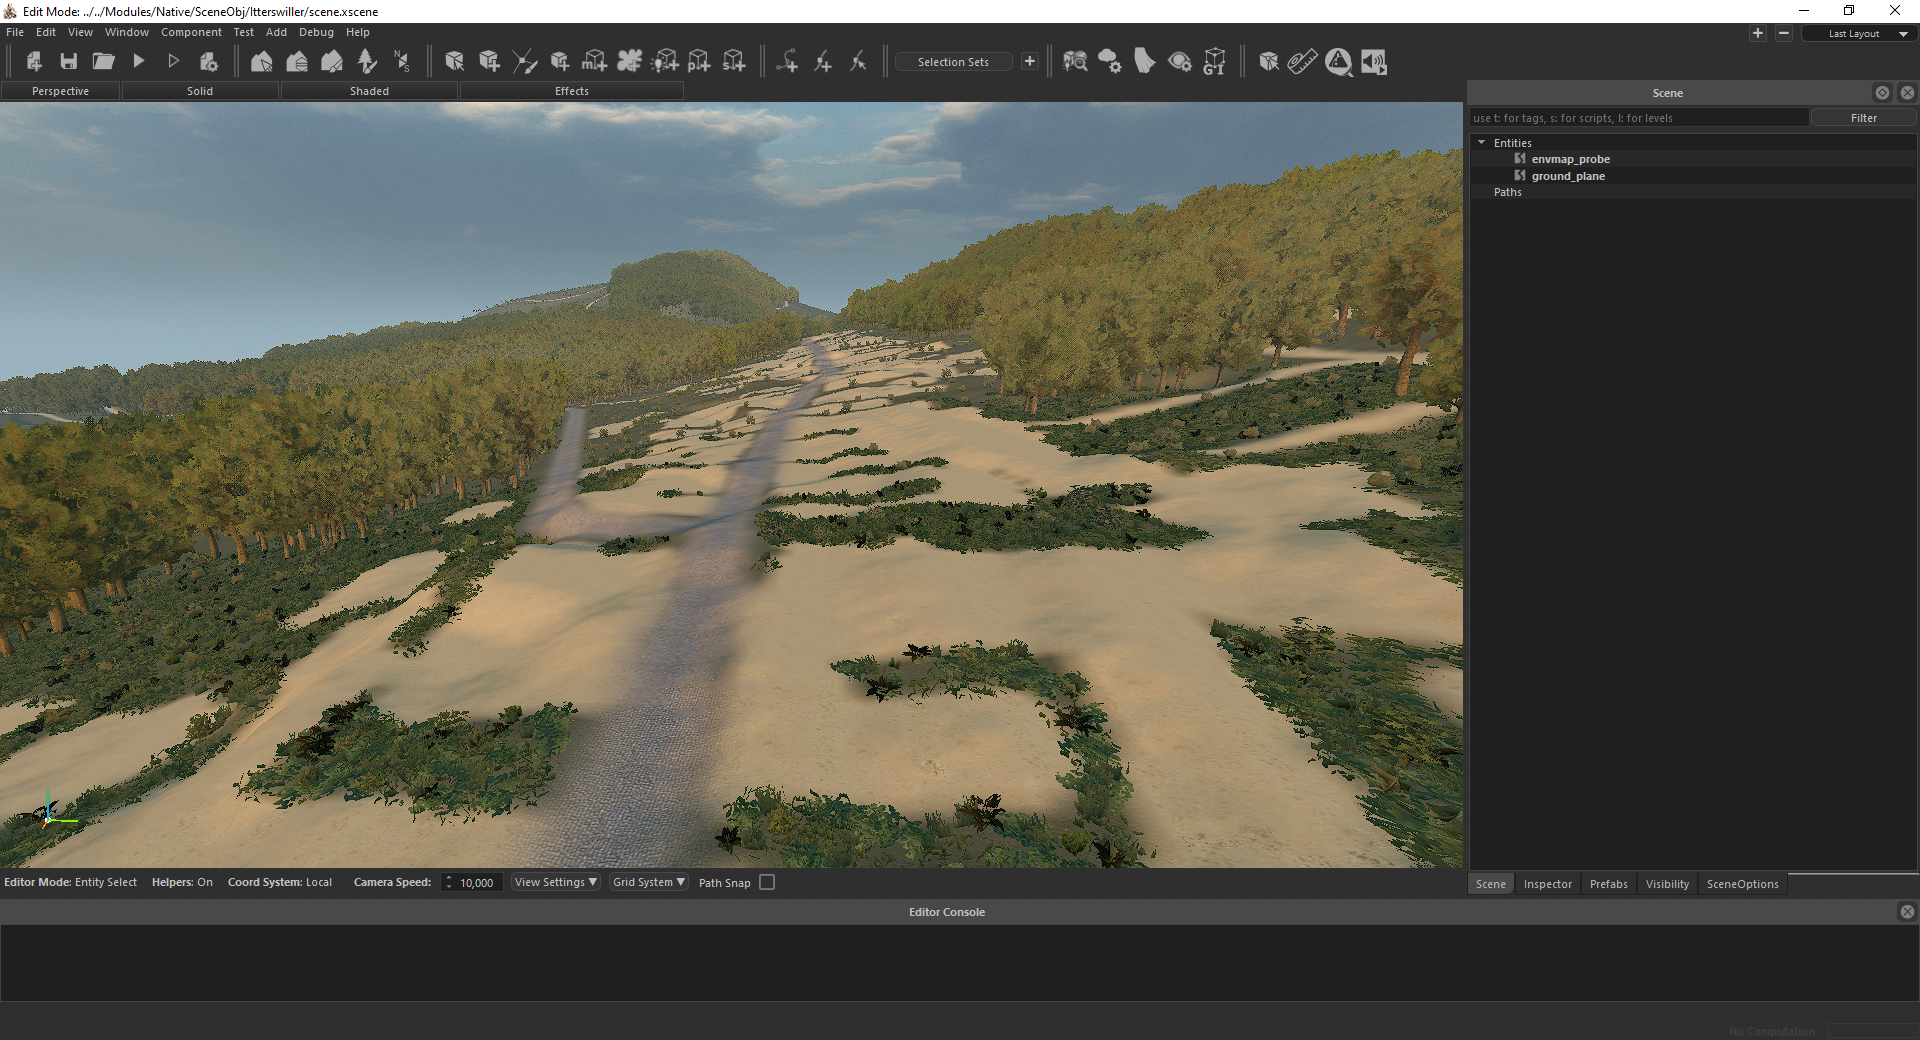 Edit Mode: ../../Modules/Native/SceneObj/Itterswiller/scene.xscene
File Edit View Window Component Test Add Debug Help
Last Layout
N
S
m
p
s
Selection Sets
G·I
Perspective Solid Shaded Effects
Scene
use t: for tags, s: for scripts, l: for levels Filter
Entities
envmap_probe
ground_plane
Paths
Editor Mode: Entity Select Helpers: On Coord System: Local Camera Speed: 10,000 View Settings Grid System Path Snap
Scene Inspector Prefabs Visibility SceneOptions
Editor Console
No Computation